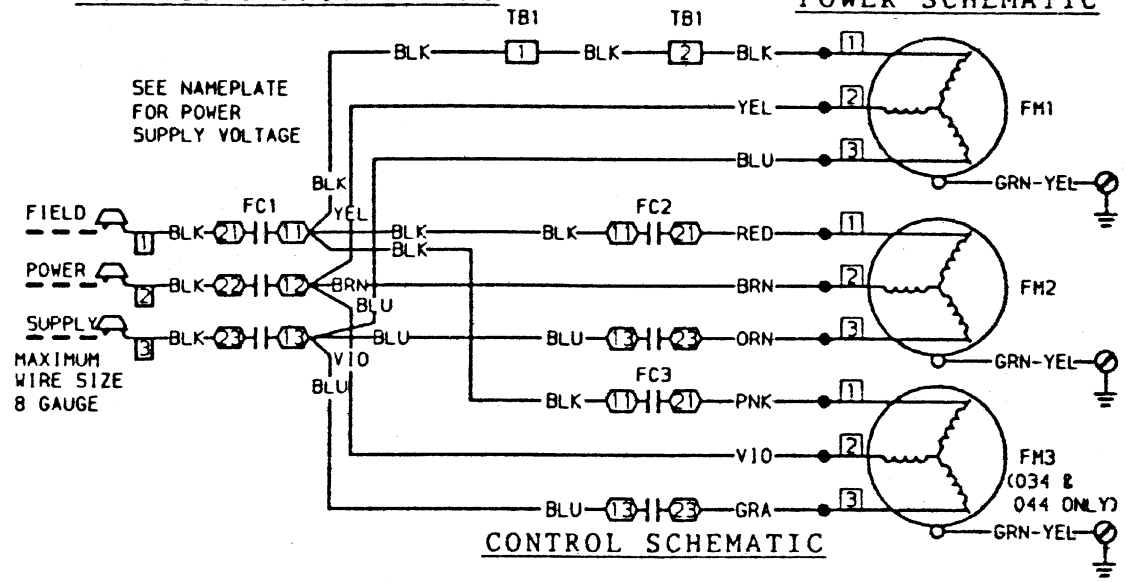 POWER SCHEMATIC
TB1 TB1
BLK 1 BLK 2 BLK 1
SEE NAMEPLATE
FOR POWER
SUPPLY VOLTAGE
YEL 2 FM1
BLU 3
BLK
GRN-YEL
YEL
FIELD FC1 FC2
1 BLK 21 11 BLK BLK 11 21 RED 1
BLK
POWER
2 BLK 22 12 BRN BRN 2 FM2
BLU
SUPPLY
3 BLK 23 13 BLU BLU 13 23 ORN 3
MAXIMUM
WIRE SIZE
8 GAUGE
VIO
GRN-YEL
BLU
FC3
BLK 11 21 PNK 1
VIO 2 FM3
(034 &
044 ONLY)
BLU 13 23 GRA 3
GRN-YEL
CONTROL SCHEMATIC